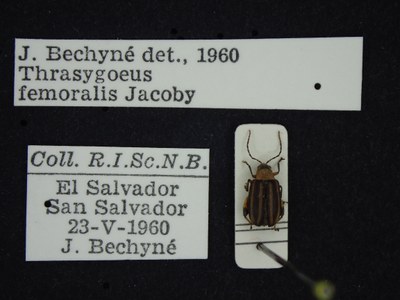 J. Bechyné det., 1960
Thrasygoeus
femoralis Jacoby
Coll. R.I.Sc.N.B.
El Salvador
San Salvador
23-V-1960
J. Bechyné